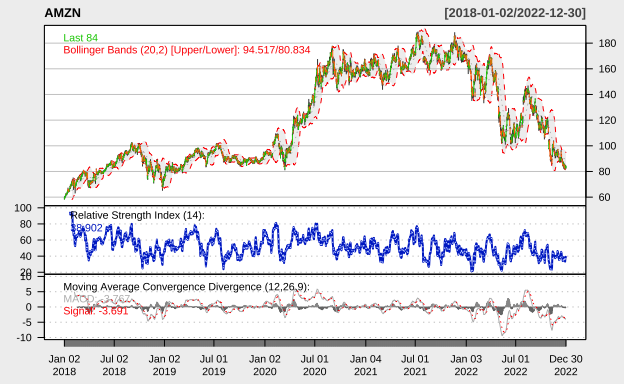 AMZN [2018-01-02/2022-12-30]
Last 84
Bollinger Bands (20,2) [Upper/Lower]: 94.517/80.834
180
160
140
120
100
80
60
Relative Strength Index (14):
100
80
60
40
20
Moving Average Convergence Divergence (12,26,9):
MACD:
Signal: -3.691
10
5
0
-5
-10
Jan 02 Jul 02 Jan 02 Jul 01 Jan 02 Jul 01 Jan 04 Jul 01 Jan 03 Jul 01 Dec 30
2018 2018 2019 2019 2020 2020 2021 2021 2022 2022 2022